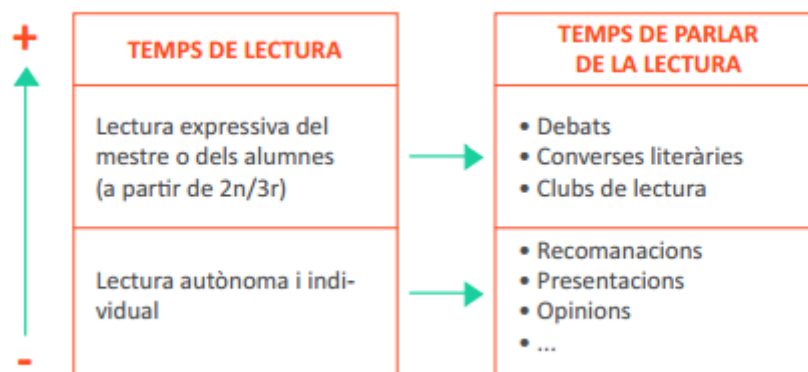 +
TEMPS DE LECTURA
TEMPS DE PARLAR
DE LA LECTURA
Lectura expressiva del
mestre o dels alumnes
(a partir de 2n/3r)
• Debats
• Converses literàries
• Clubs de lectura
Lectura autònoma i indi-
vidual
• Recomanacions
• Presentacions
• Opinions
• ...
-